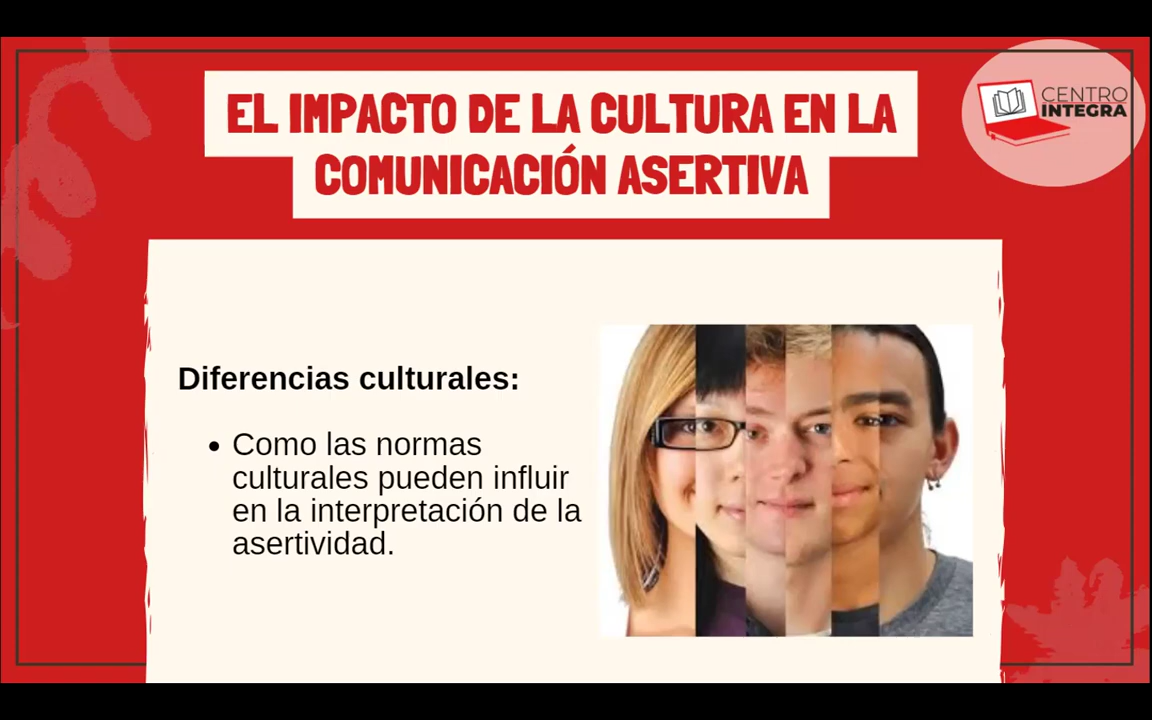 EL IMPACTO DE LA CULTURA EN LA
COMUNICACIÓN ASERTIVA
CENTRO
INTEGRA
Diferencias culturales:
• Como las normas
culturales pueden influir
en la interpretación de la
asertividad.